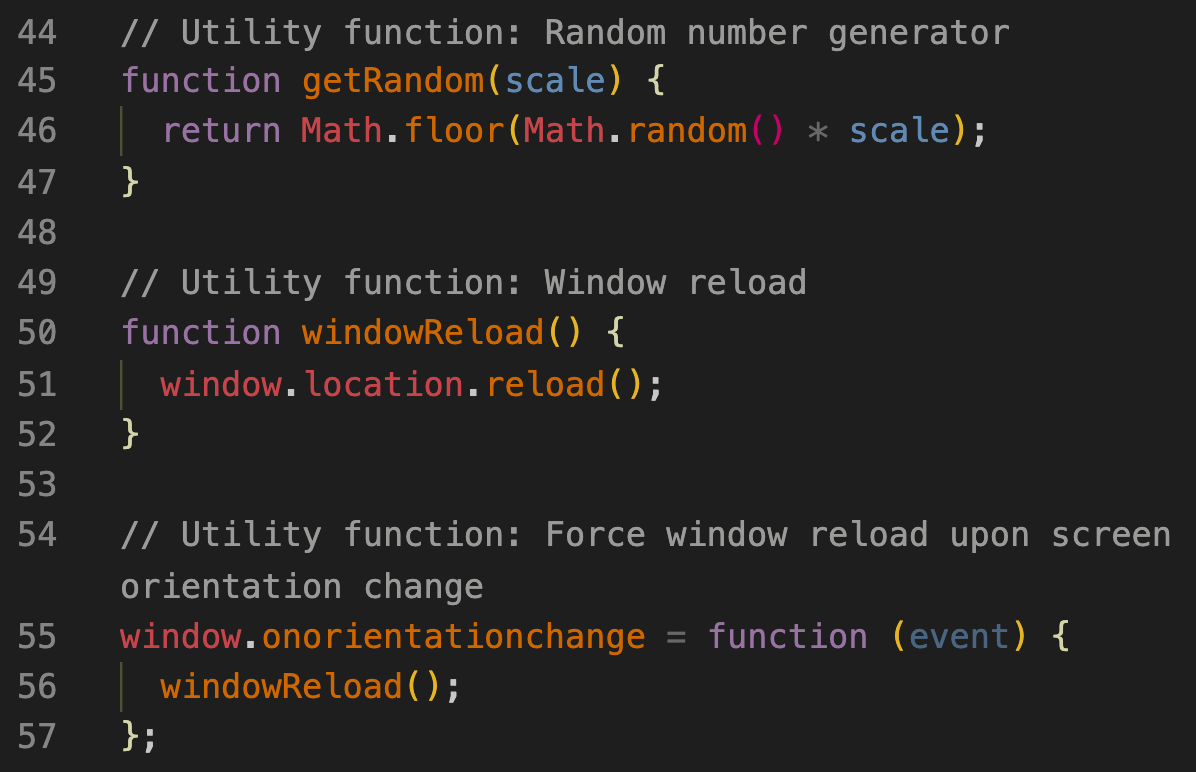 44 // Utility function: Random number generator
45 function getRandom(scale) {
46 return Math.floor(Math.random() * scale);
47 }
48
49 // Utility function: Window reload
50 function windowReload() {
51 window.location.reload();
52 }
53
54 // Utility function: Force window reload upon screen
orientation change
55 window.onorientationchange = function (event) {
56 windowReload();
57 };